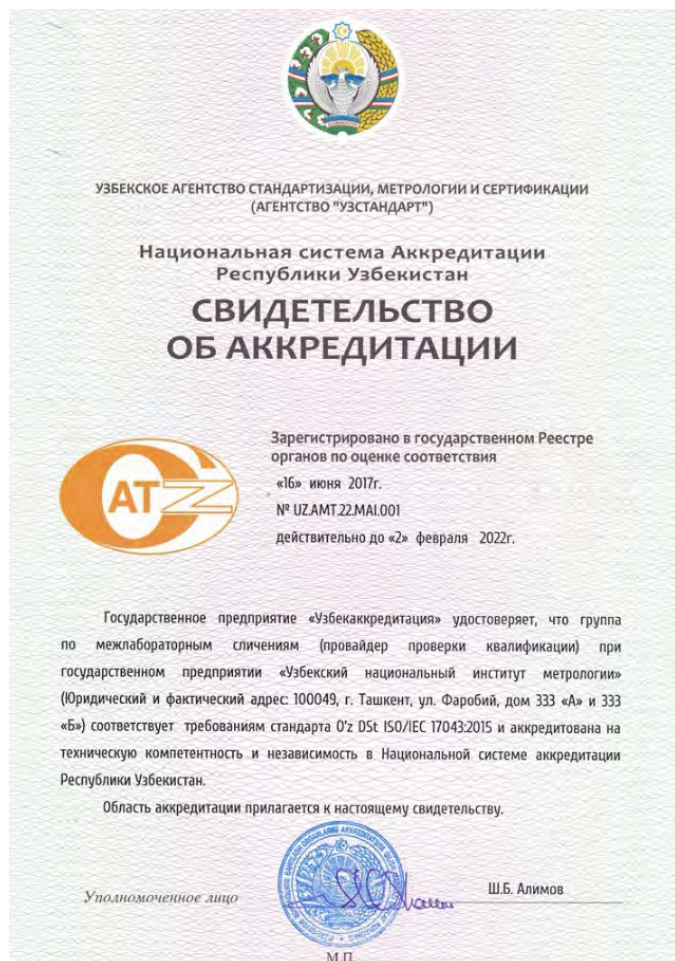 УЗБЕКСКОЕ АГЕНТСТВО СТАНДАРТИЗАЦИИ, МЕТРОЛОГИИ И СЕРТИФИКАЦИИ
(АГЕНТСТВО "УЗСТАНДАРТ")
Национальная система Аккредитации
Республики Узбекистан
СВИДЕТЕЛЬСТВО
ОБ АККРЕДИТАЦИИ
Зарегистрировано в государственном Реестре
органов по оценке соответствия
«16» июня 2017г.
АТ
№ UZ.AMT.22.MAI.001
действительно до «2» февраля 2022г.
Государственное предприятие «Узбекаккредитация» удостоверяет, что группа
по межлабораторным сличениям (провайдер проверки квалификации) при
государственном предприятии «Узбекский национальный институт метрологии»
(Юридический и фактический адрес: 100049, г. Ташкент, ул. Фаробий, дом 333 «А» и 333
«Б») соответствует требованиям стандарта O'z DSt ISO/IEC 17043:2015 и аккредитована на
техническую компетентность и независимость в Национальной системе аккредитации
Республики Узбекистан.
Область аккредитации прилагается к настоящему свидетельству.
Уполномоченное лицо
Ш.Б. Алимов
М.П.